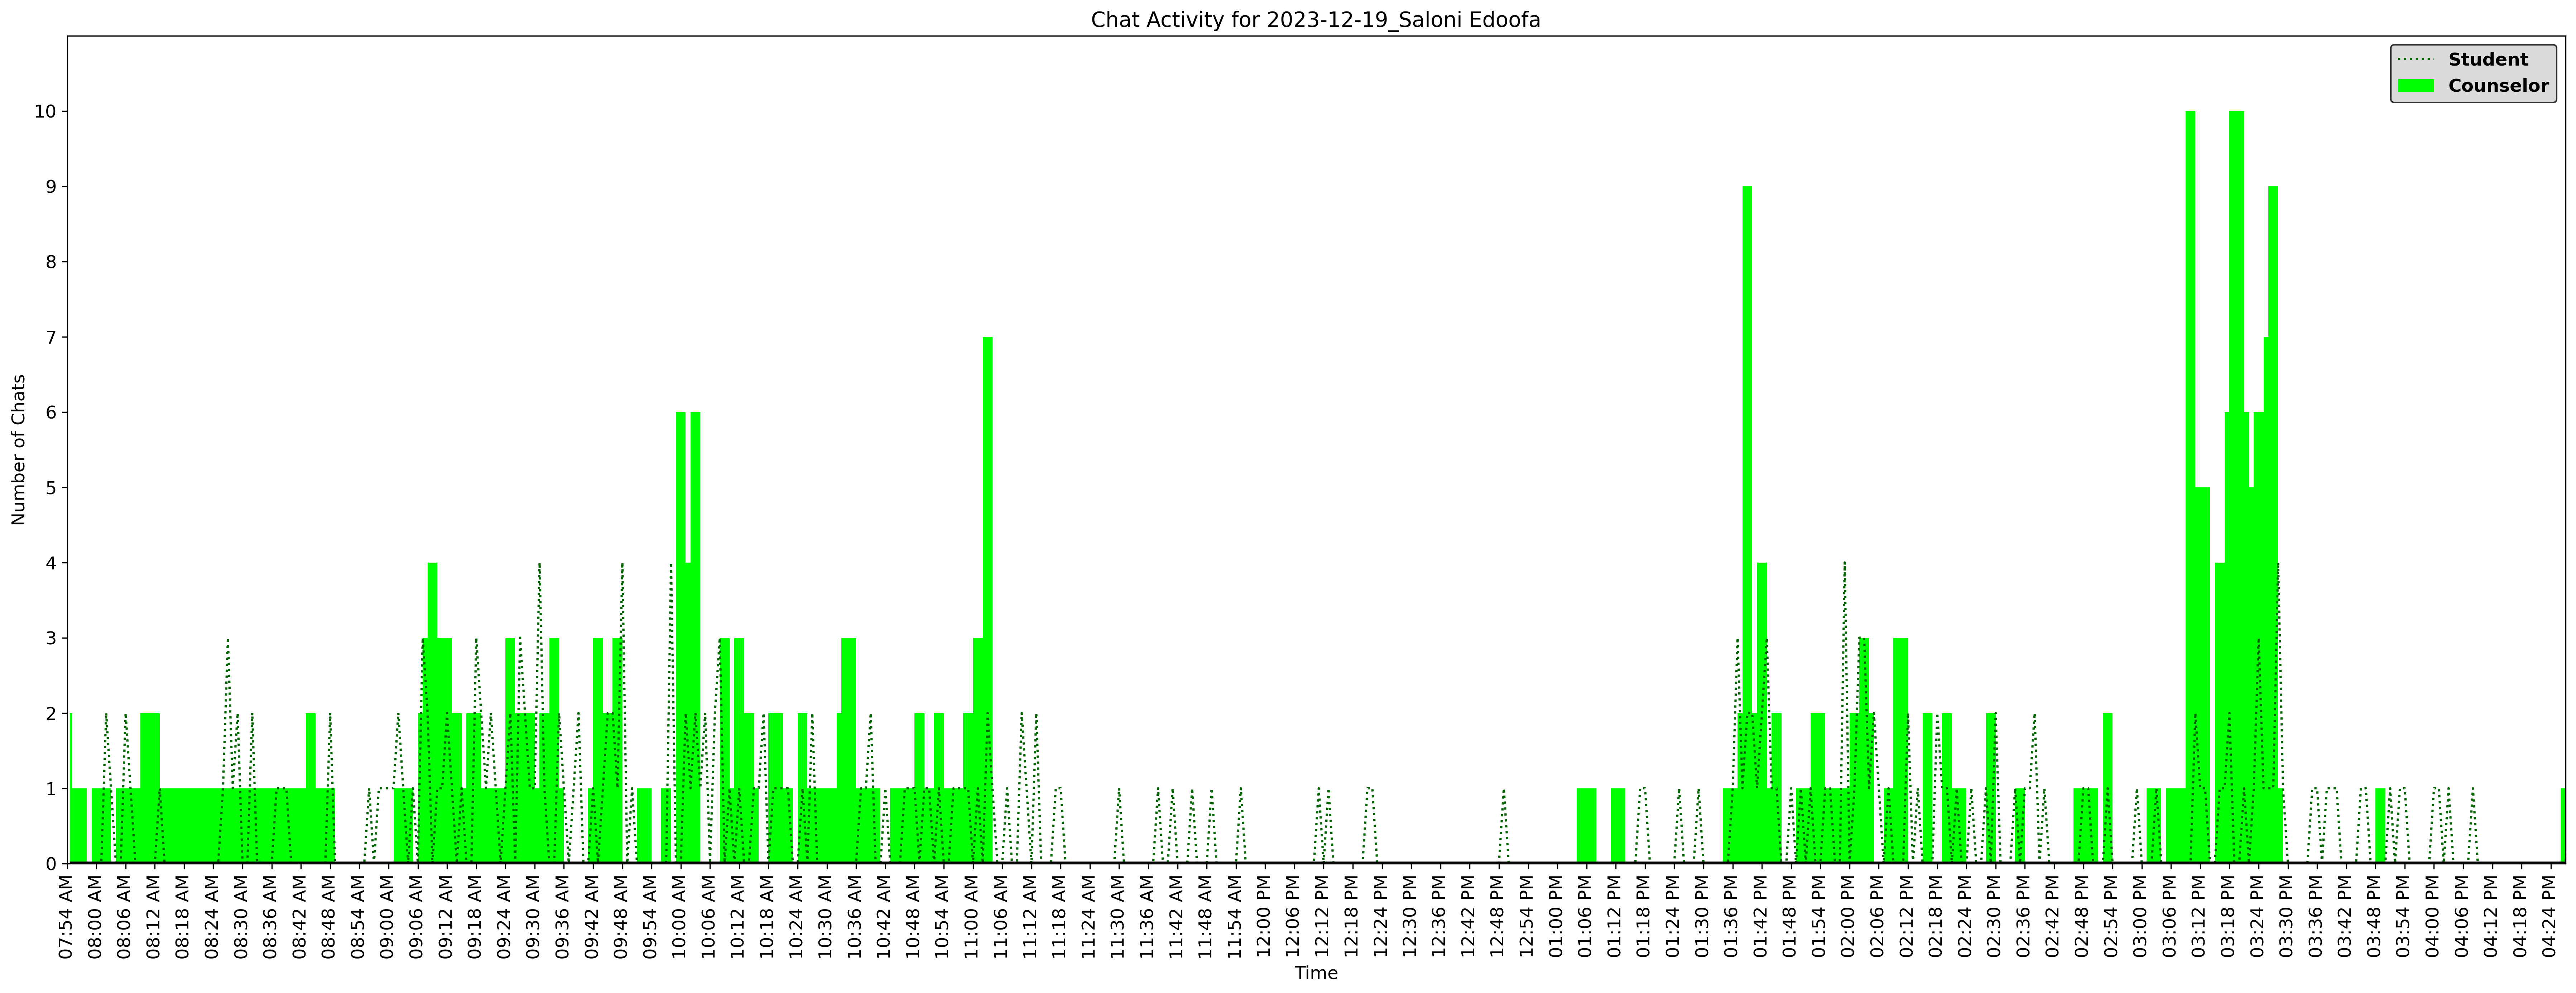 Chat Activity for 2023-12-19_Saloni Edoofa
Student
Counselor
Number of Chats
10
9
8
7
6
5
4
3
2
1
0
07:54 AM
08:00 AM
08:06 AM
08:12 AM
08:18 AM
08:24 AM
08:30 AM
08:36 AM
08:42 AM
08:48 AM
08:54 AM
09:00 AM
09:06 AM
09:12 AM
09:18 AM
09:24 AM
09:30 AM
09:36 AM
09:42 AM
09:48 AM
09:54 AM
10:00 AM
10:06 AM
10:12 AM
10:18 AM
10:24 AM
10:30 AM
10:36 AM
10:42 AM
10:48 AM
10:54 AM
11:00 AM
11:06 AM
11:12 AM
11:18 AM
11:24 AM
11:30 AM
11:36 AM
11:42 AM
11:48 AM
11:54 AM
12:00 PM
12:06 PM
12:12 PM
12:18 PM
12:24 PM
12:30 PM
12:36 PM
12:42 PM
12:48 PM
12:54 PM
01:00 PM
01:06 PM
01:12 PM
01:18 PM
01:24 PM
01:30 PM
01:36 PM
01:42 PM
01:48 PM
01:54 PM
02:00 PM
02:06 PM
02:12 PM
02:18 PM
02:24 PM
02:30 PM
02:36 PM
02:42 PM
02:48 PM
02:54 PM
03:00 PM
03:06 PM
03:12 PM
03:18 PM
03:24 PM
03:30 PM
03:36 PM
03:42 PM
03:48 PM
03:54 PM
04:00 PM
04:06 PM
04:12 PM
04:18 PM
04:24 PM
Time